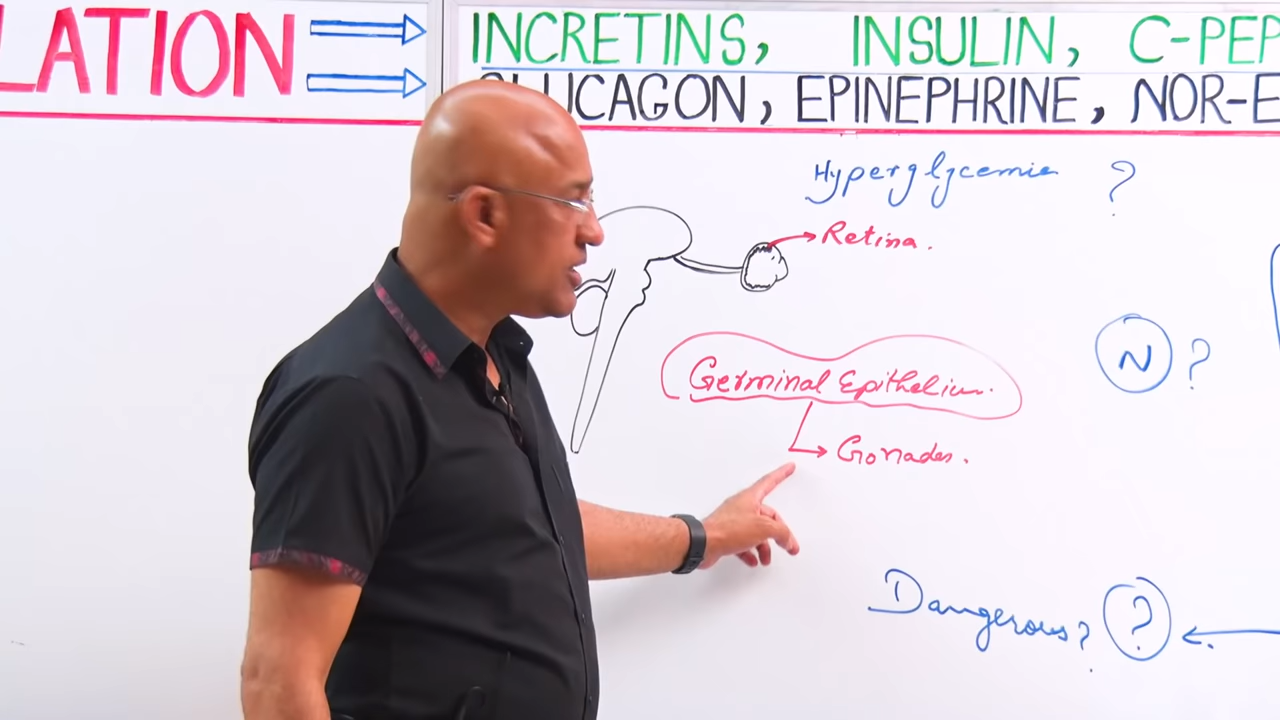 LATION
INCRETINS, INSULIN, C-PEP
LUCAGON, EPINEPHRINE, NOR-E
Hyperglycemia ?
Retina.
N ?
Germinal Epithelium.
Gonades.
Dangerous? ?